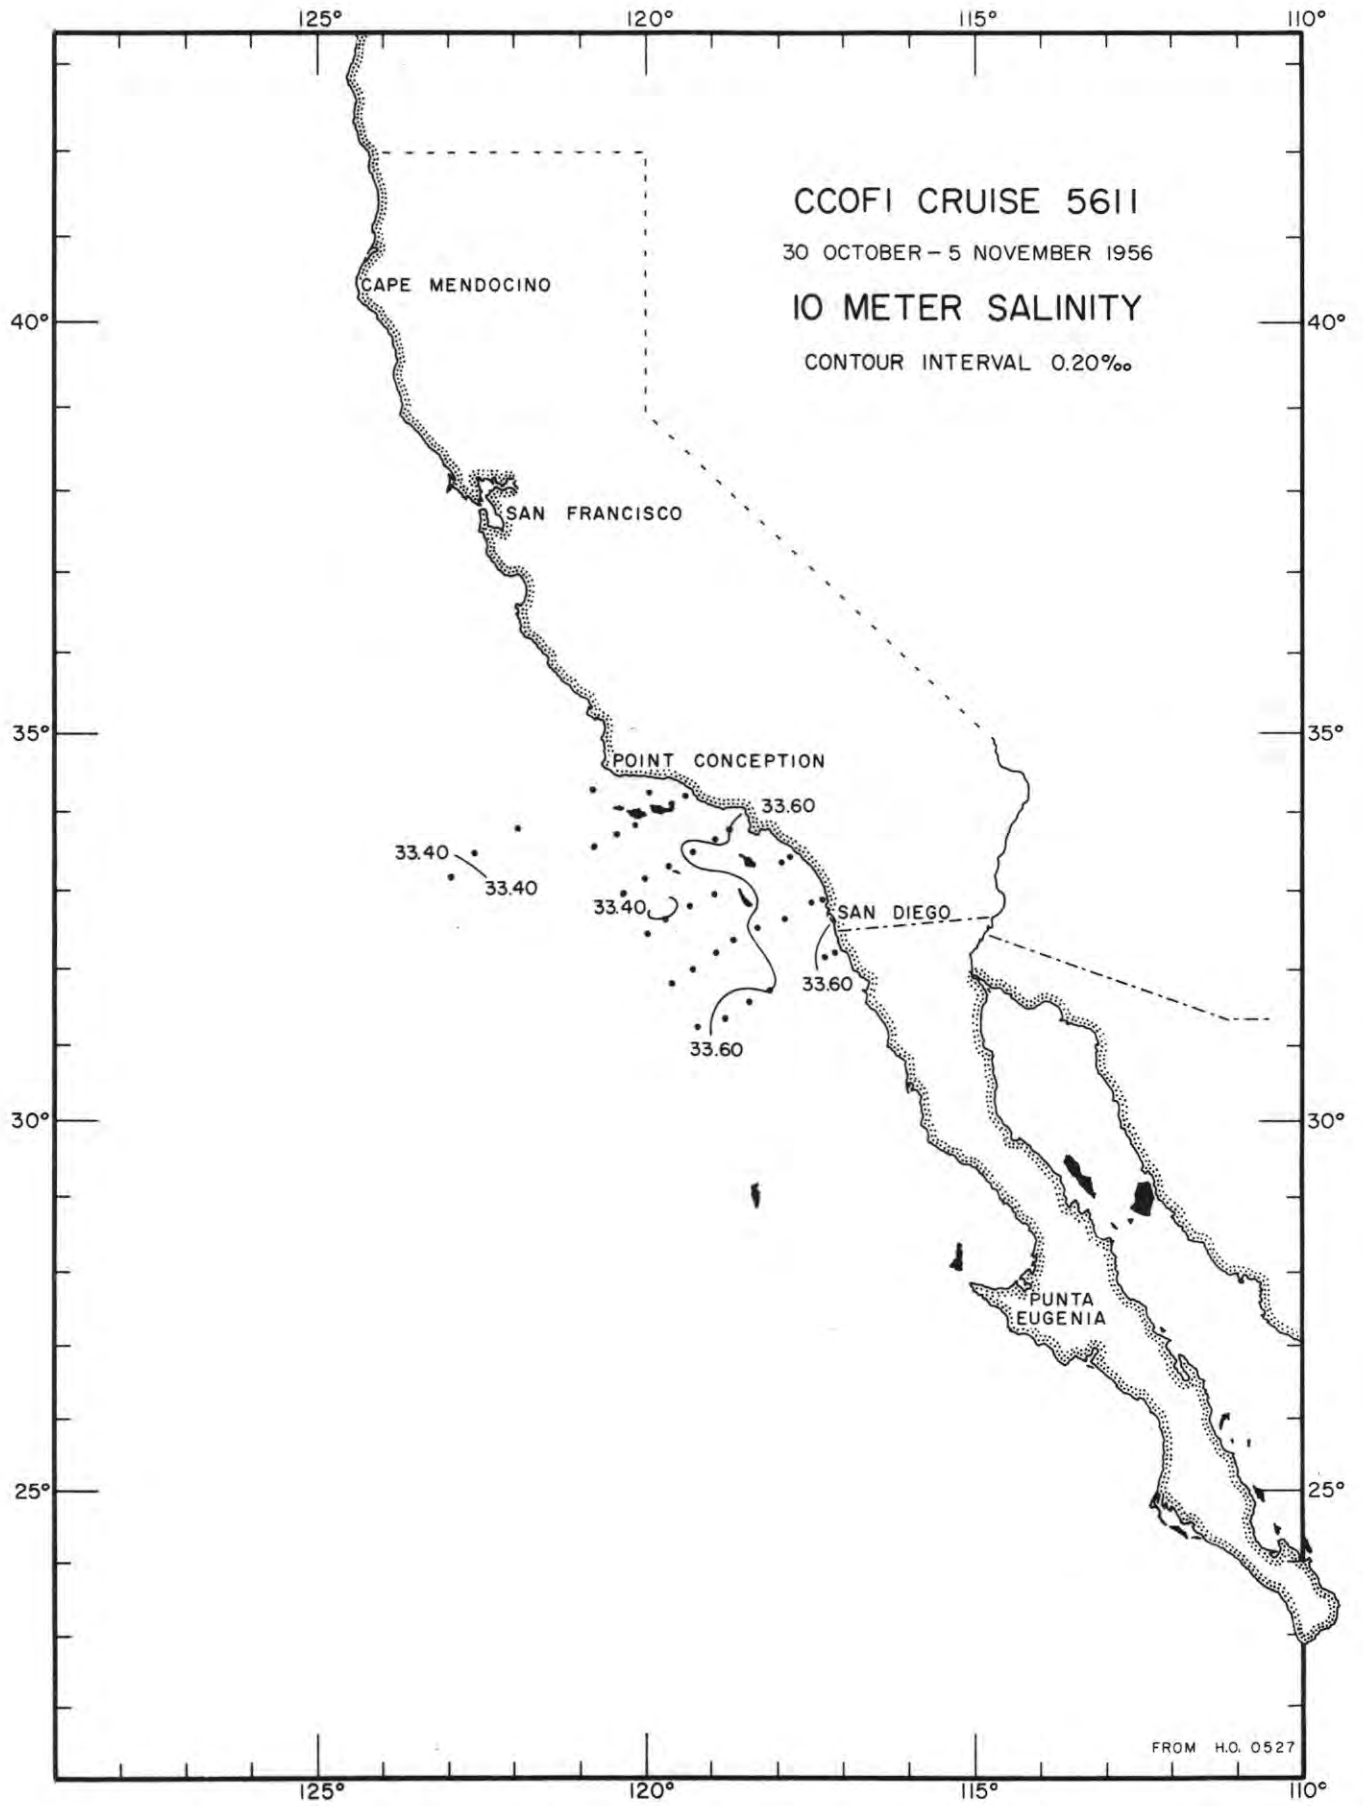 125° 120° 115° 110°
CCOFI CRUISE 5611
30 OCTOBER – 5 NOVEMBER 1956
10 METER SALINITY
CONTOUR INTERVAL 0.20‰
CAPE MENDOCINO
40° 40°
SAN FRANCISCO
35° 35°
POINT CONCEPTION
33.60
33.40
33.40
33.40
SAN DIEGO
33.60
33.60
30° 30°
PUNTA
EUGENIA
25° 25°
FROM H.O. 0527
125° 120° 115° 110°